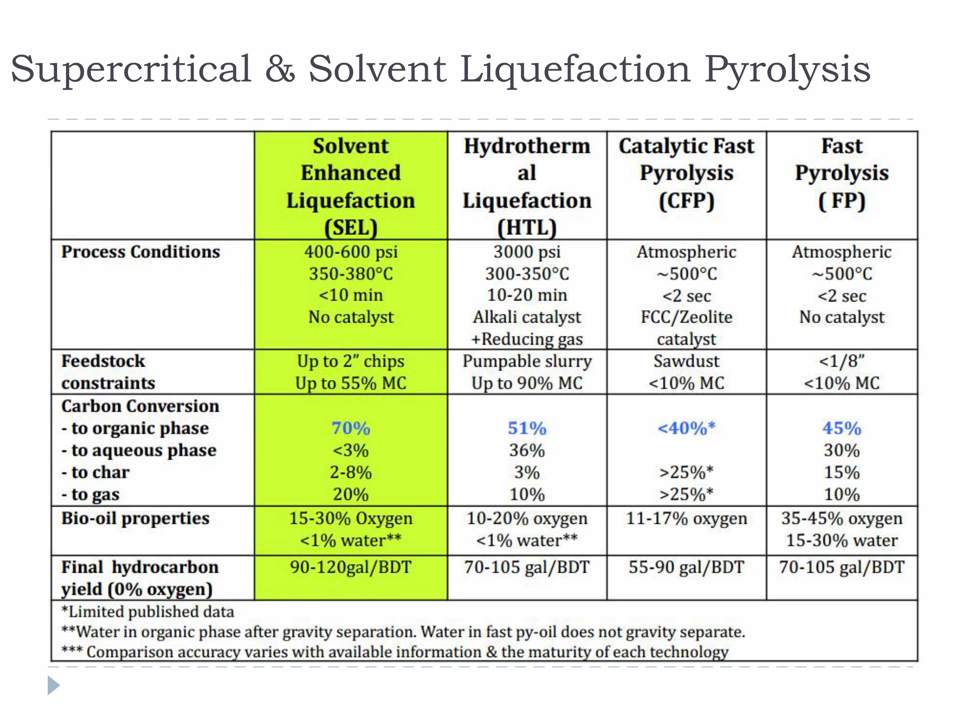 Supercritical & Solvent Liquefaction Pyrolysis
Solvent
Enhanced
Liquefaction
(SEL)
Hydrotherm
al
Liquefaction
(HTL)
Catalytic Fast
Pyrolysis
(CFP)
Fast
Pyrolysis
( FP)
Process Conditions
400-600 psi
350-380°C
<10 min
No catalyst
3000 psi
300-350°C
10-20 min
Alkali catalyst
+Reducing gas
Atmospheric
~500°C
<2 sec
FCC/Zeolite
catalyst
Atmospheric
~500°C
<2 sec
No catalyst
Feedstock
constraints
Up to 2” chips
Up to 55% MC
Pumpable slurry
Up to 90% MC
Sawdust
<10% MC
<1/8”
<10% MC
Carbon Conversion
- to organic phase
- to aqueous phase
- to char
- to gas
70%
<3%
2-8%
20%
51%
36%
3%
10%
<40%*
>25%*
>25%*
45%
30%
15%
10%
Bio-oil properties
15-30% Oxygen
<1% water**
10-20% oxygen
<1% water**
11-17% oxygen
35-45% oxygen
15-30% water
Final hydrocarbon
yield (0% oxygen)
90-120gal/BDT
70-105 gal/BDT
55-90 gal/BDT
70-105 gal/BDT
*Limited published data
**Water in organic phase after gravity separation. Water in fast py-oil does not gravity separate.
*** Comparison accuracy varies with available information & the maturity of each technology